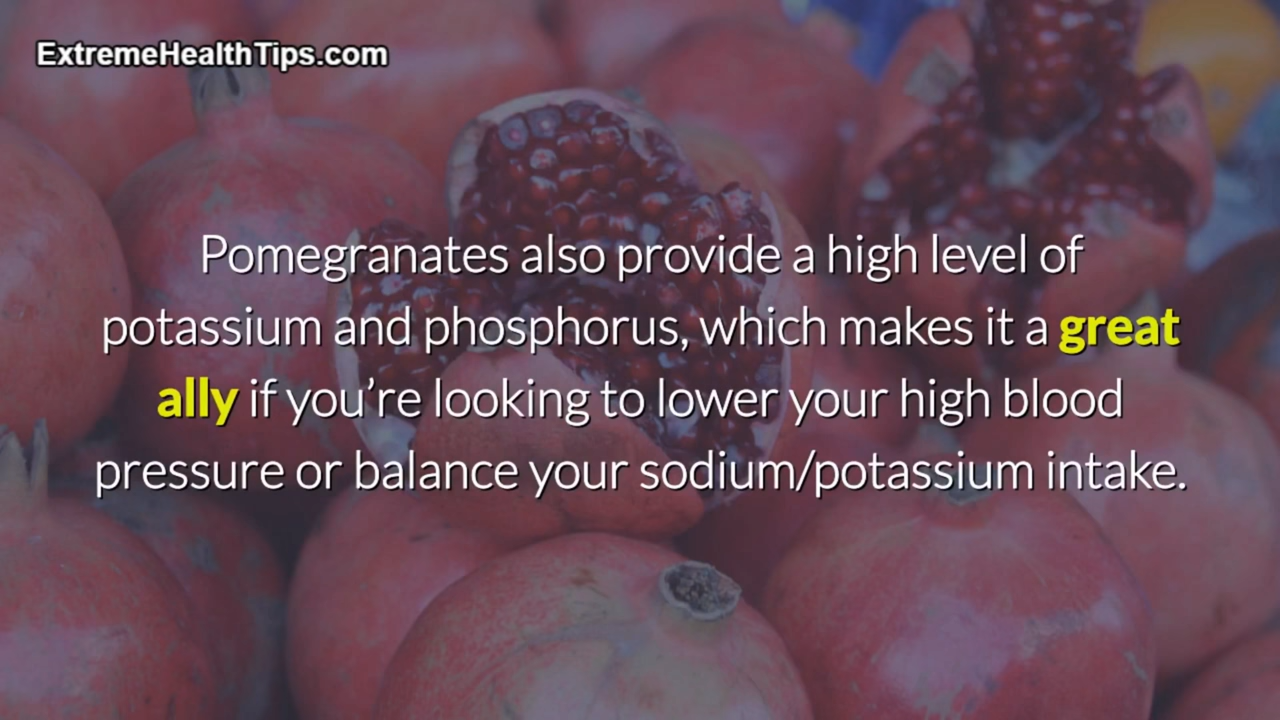 ExtremeHealthTips.com
Pomegranates also provide a high level of
potassium and phosphorus, which makes it a great
ally if you’re looking to lower your high blood
pressure or balance your sodium/potassium intake.